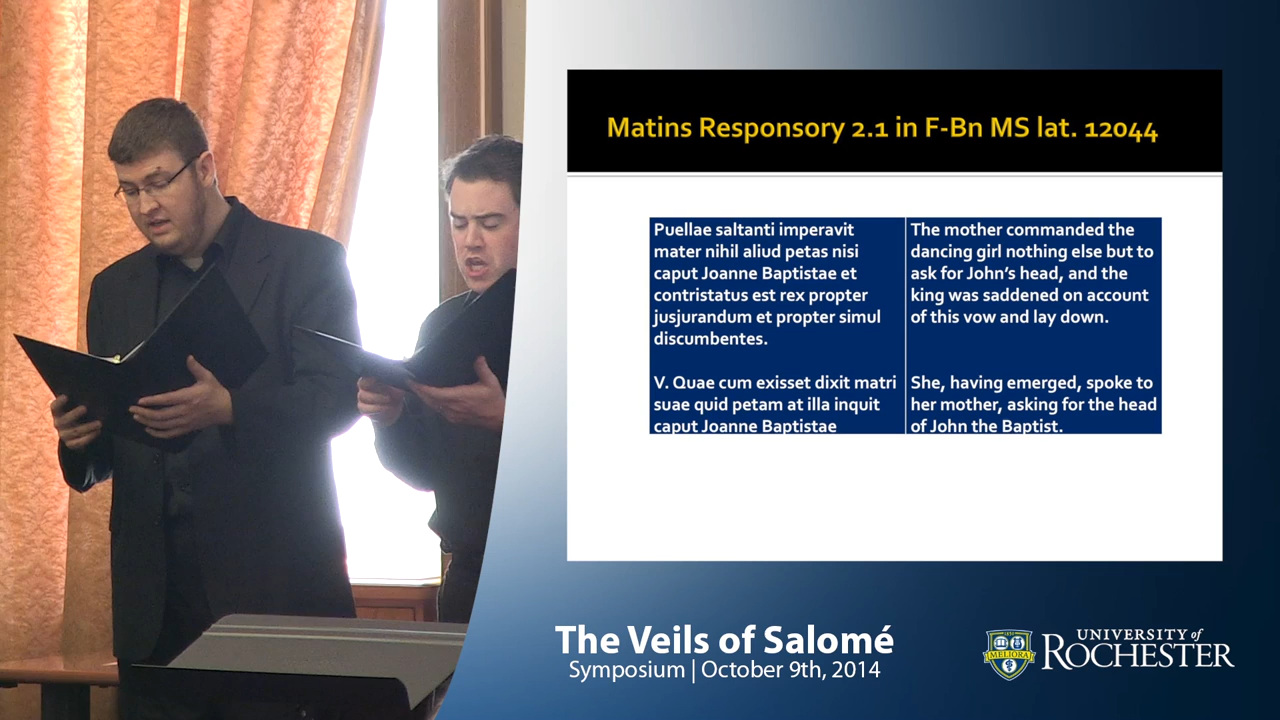 Matins Responsory 2.1 in F-Bn MS lat. 12044
Puellae saltanti imperavit
mater nihil aliud petas nisi
caput Joanne Baptistae et
contristatus est rex propter
jusjurandum et propter simul
discumbentes.
V. Quae cum exisset dixit matri
suae quid petam at illa inquit
caput Joanne Baptistae
The mother commanded the
dancing girl nothing else but to
ask for John's head, and the
king was saddened on account
of this vow and lay down.
She, having emerged, spoke to
her mother, asking for the head
of John the Baptist.
The Veils of Salomé
Symposium | October 9th, 2014
MELIORA
UNIVERSITY of
ROCHESTER